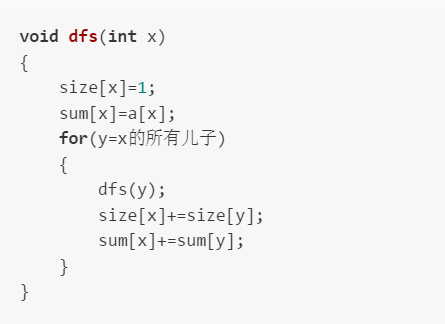 void dfs(int x)
{
    size[x]=1;
    sum[x]=a[x];
    for(y=x的所有儿子)
    {
        dfs(y);
        size[x]+=size[y];
        sum[x]+=sum[y];
    }
}